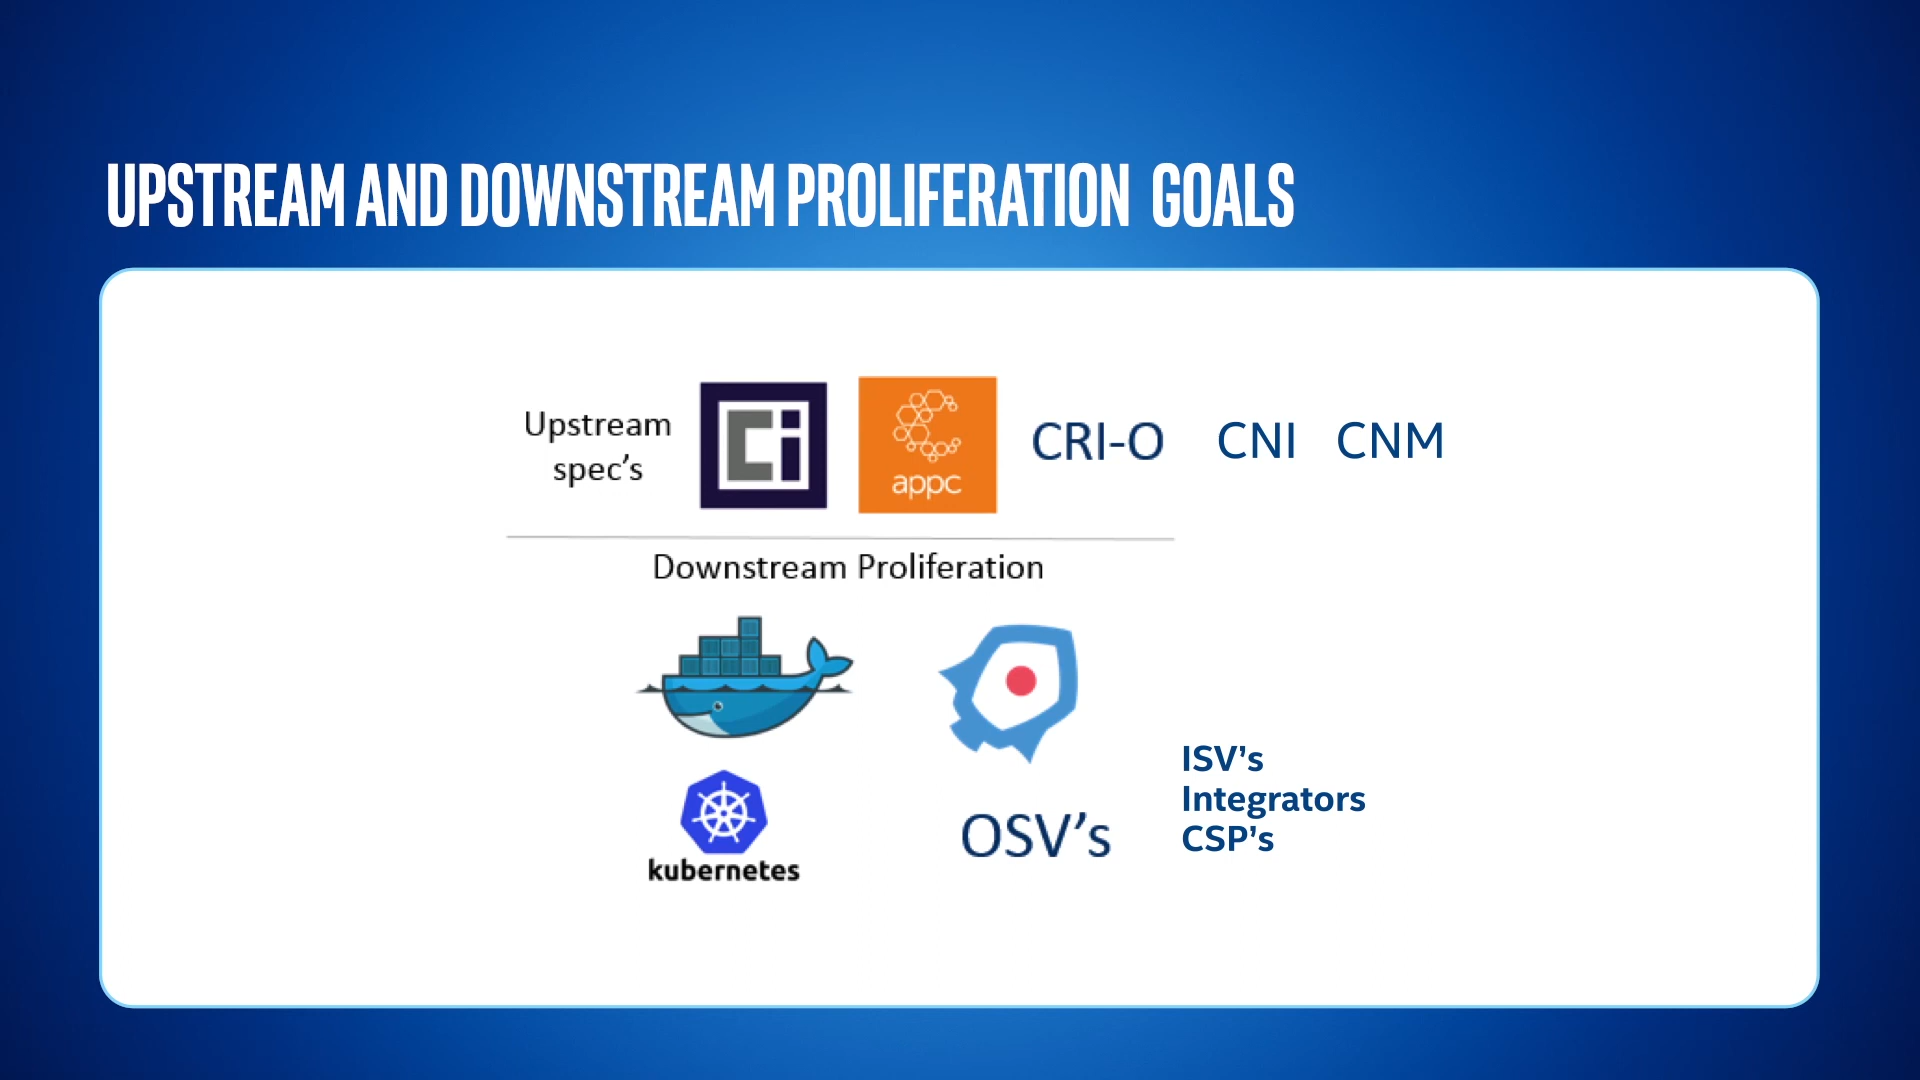 UPSTREAM AND DOWNSTREAM PROLIFERATION GOALS
Upstream
spec's
Ci
appc
CRI-O
CNI
CNM
Downstream Proliferation
kubernetes
OSV's
ISV's
Integrators
CSP's